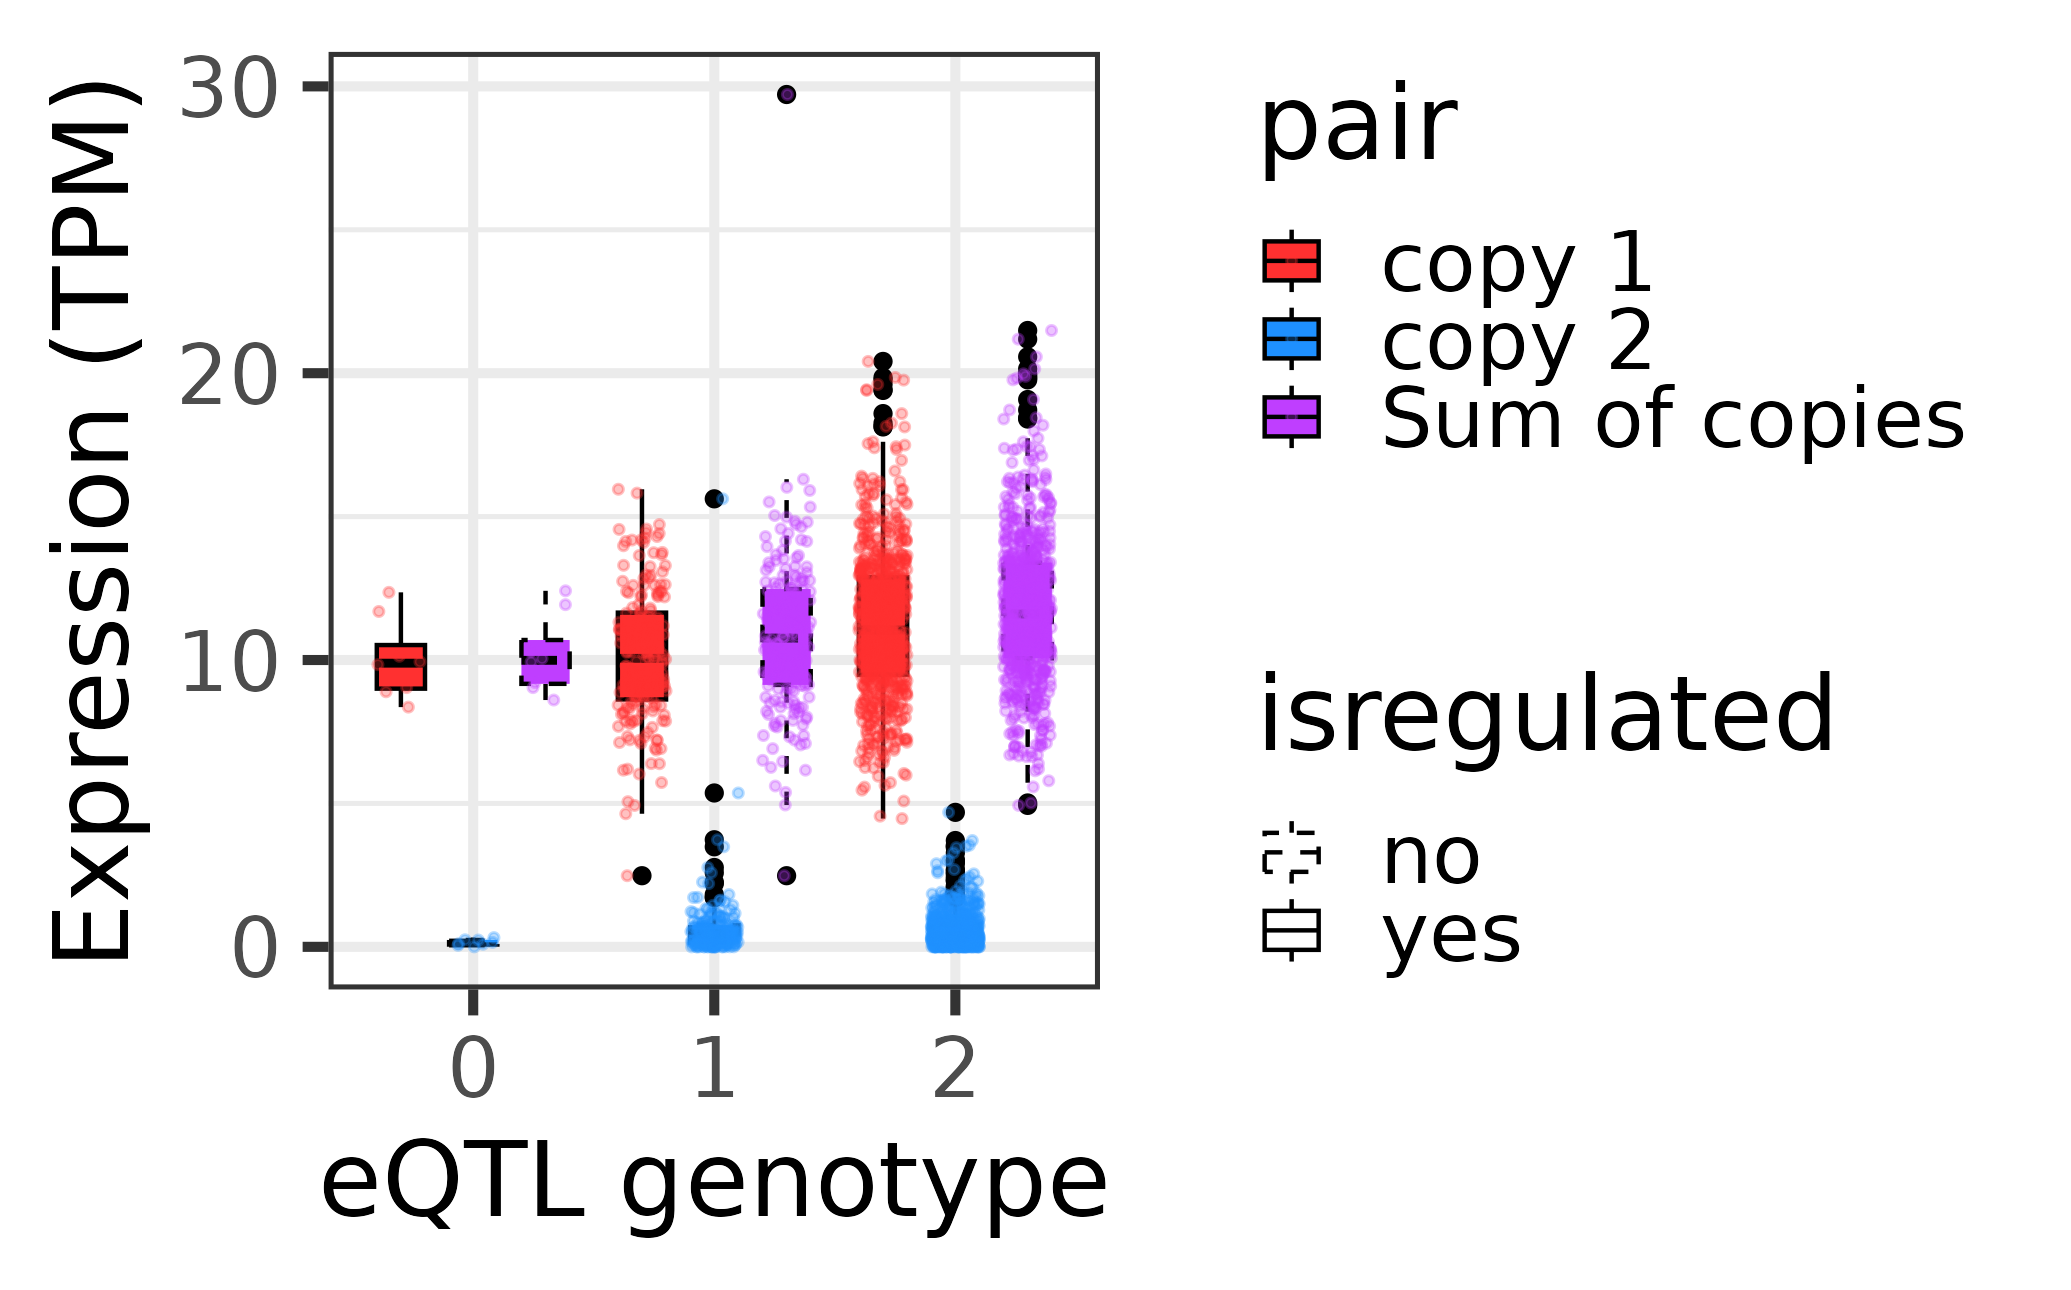 Expression (TPM)
30
20
10
0
0 1 2
eQTL genotype
pair
copy 1
copy 2
Sum of copies
isregulated
no
yes